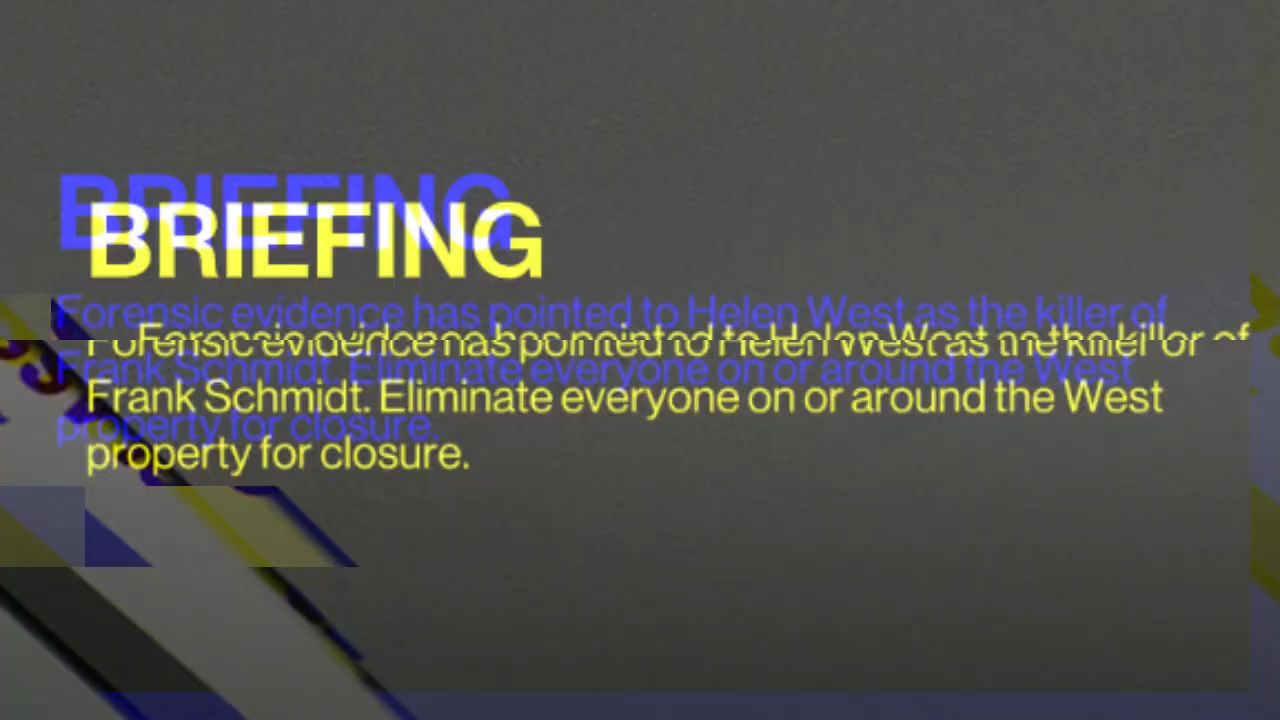 BRIEFING
Forensic evidence has pointed to Helen West as the killer of
Frank Schmidt. Eliminate everyone on or around the West
property for closure.